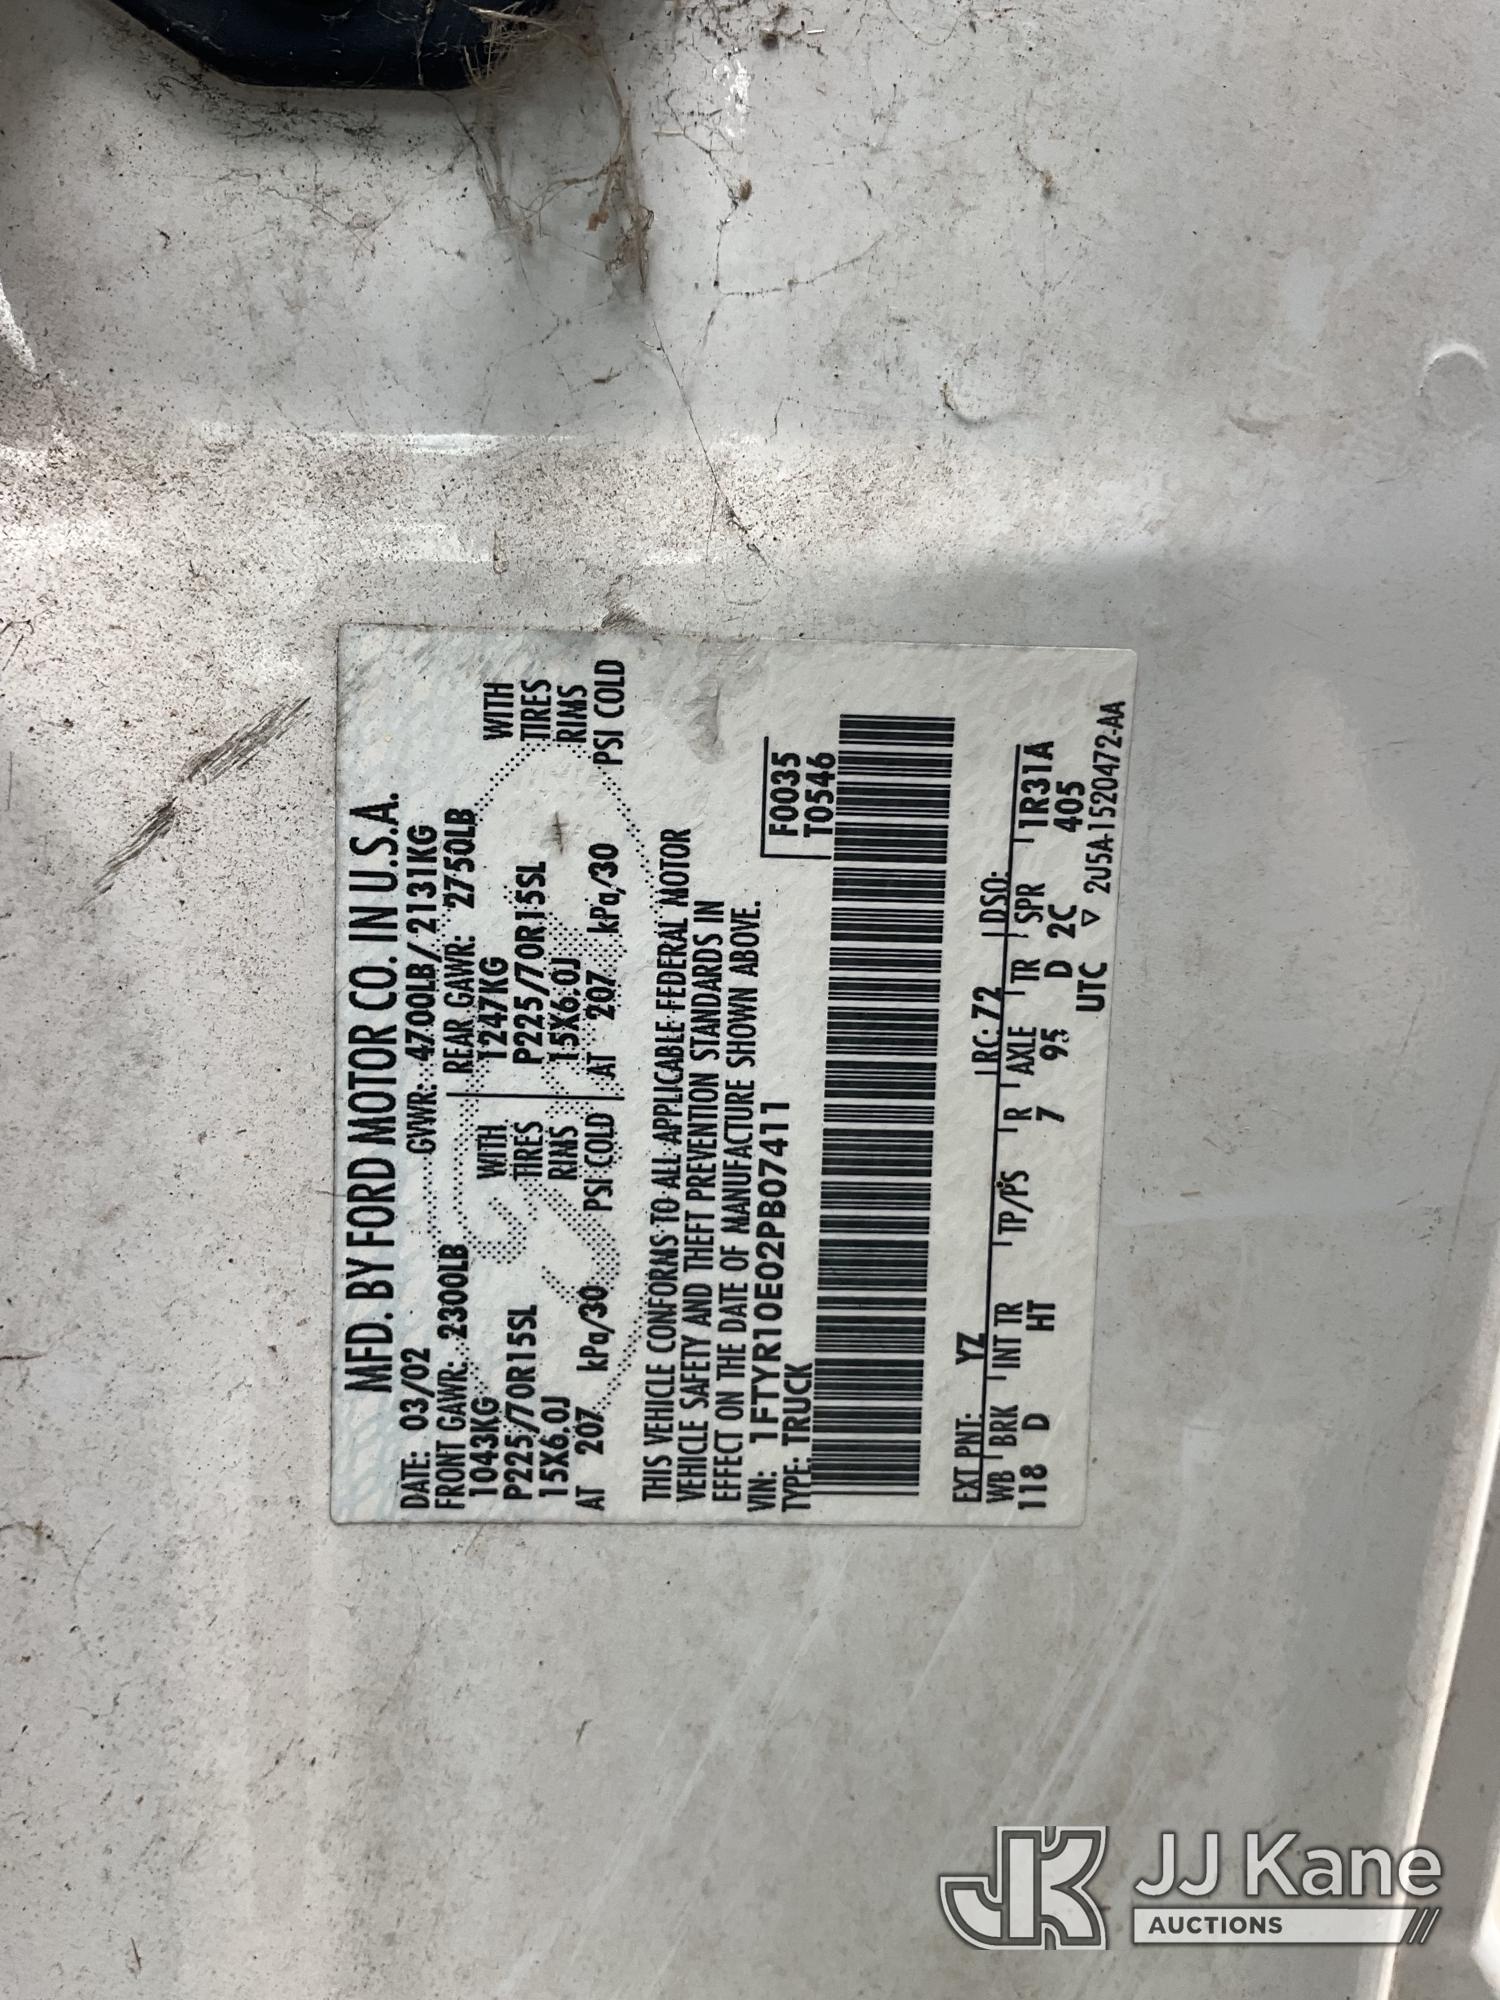 MFD. BY FORD MOTOR CO. IN U.S.A.
DATE: 03/02 GVWR: 4700LB/2131KG
FRONT GAWR: 2300LB REAR GAWR: 2750LB
1043KG WITH 1247KG WITH
P225/70R15SL TIRES P225/70R15SL TIRES
15X6.0J RIMS 15X6.0J RIMS
AT 207 kPa/30 PSI COLD AT 207 kPa/30 PSI COLD
THIS VEHICLE CONFORMS TO ALL APPLICABLE FEDERAL MOTOR
VEHICLE SAFETY AND THEFT PREVENTION STANDARDS IN
EFFECT ON THE DATE OF MANUFACTURE SHOWN ABOVE.
VIN: 1FTYR10E02PB07411 F0035
TYPE: TRUCK T0546
EXT PNT: YZ RC: 72 DSO:
WB BRK INT TR TP/PS R AXLE TR SPR 1R31A
118 D HT 7 95 D 2C 405
UTC ▽ 2U5A-1520472-AA
JK JJ Kane
AUCTIONS